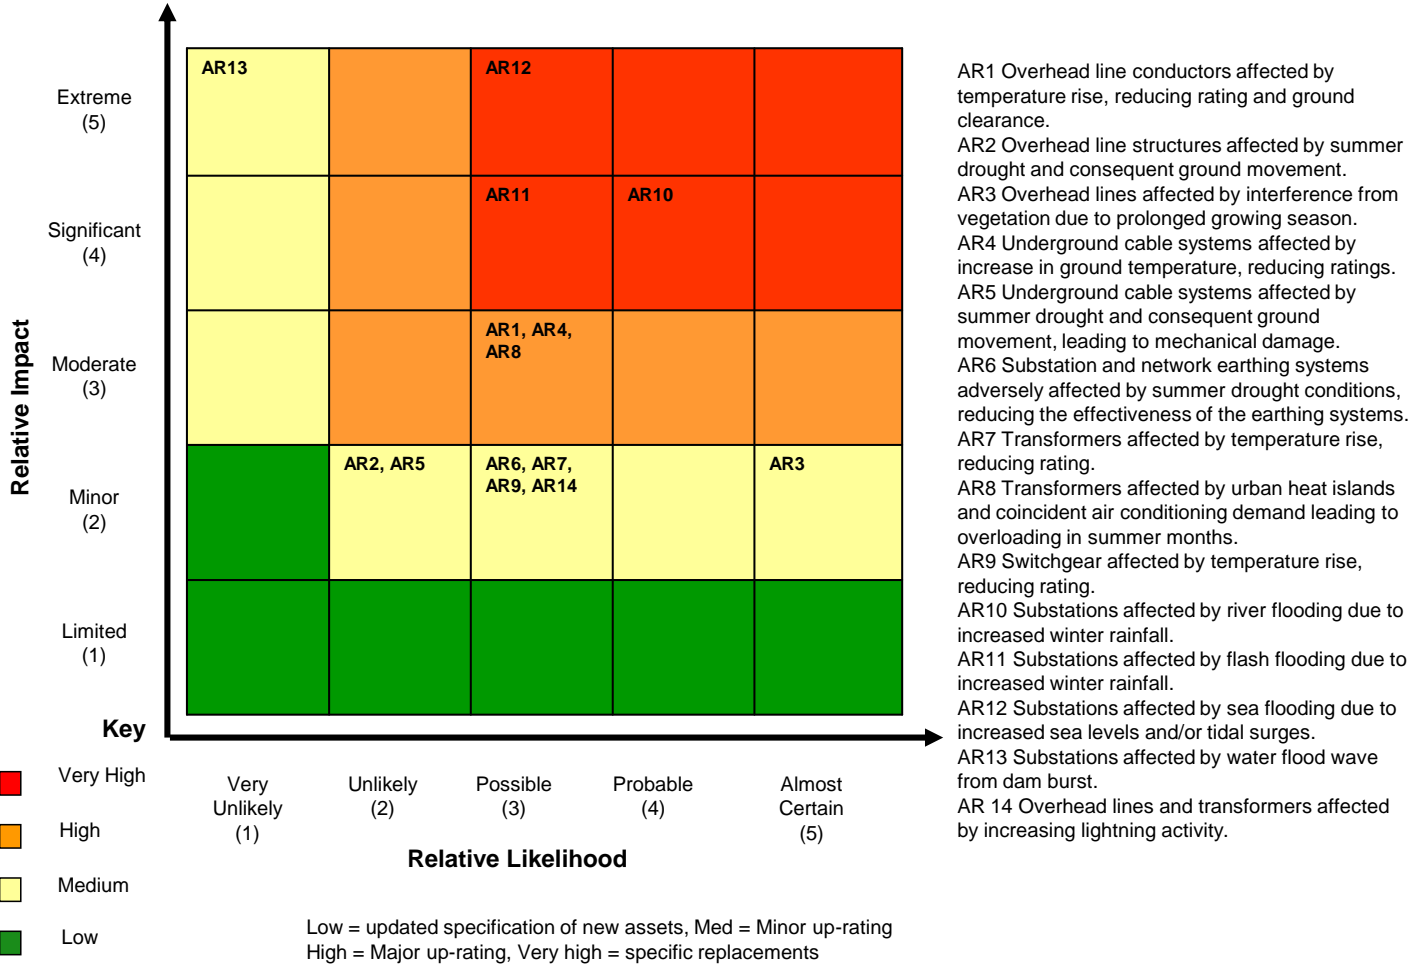 AR13
AR12
Extreme
(5)
AR11
AR10
Significant
(4)
AR1, AR4,
AR8
Moderate
(3)
AR2, AR5
AR6, AR7,
AR9, AR14
AR3
Minor
(2)
Limited
(1)
Relative Impact
Key
Very High
High
Medium
Low
Very
Unlikely
(1)
Unlikely
(2)
Possible
(3)
Probable
(4)
Almost
Certain
(5)
Relative Likelihood
Low = updated specification of new assets, Med = Minor up-rating
High = Major up-rating, Very high = specific replacements
AR1 Overhead line conductors affected by
temperature rise, reducing rating and ground
clearance.
AR2 Overhead line structures affected by summer
drought and consequent ground movement.
AR3 Overhead lines affected by interference from
vegetation due to prolonged growing season.
AR4 Underground cable systems affected by
increase in ground temperature, reducing ratings.
AR5 Underground cable systems affected by
summer drought and consequent ground
movement, leading to mechanical damage.
AR6 Substation and network earthing systems
adversely affected by summer drought conditions,
reducing the effectiveness of the earthing systems.
AR7 Transformers affected by temperature rise,
reducing rating.
AR8 Transformers affected by urban heat islands
and coincident air conditioning demand leading to
overloading in summer months.
AR9 Switchgear affected by temperature rise,
reducing rating.
AR10 Substations affected by river flooding due to
increased winter rainfall.
AR11 Substations affected by flash flooding due to
increased winter rainfall.
AR12 Substations affected by sea flooding due to
increased sea levels and/or tidal surges.
AR13 Substations affected by water flood wave
from dam burst.
AR 14 Overhead lines and transformers affected
by increasing lightning activity.